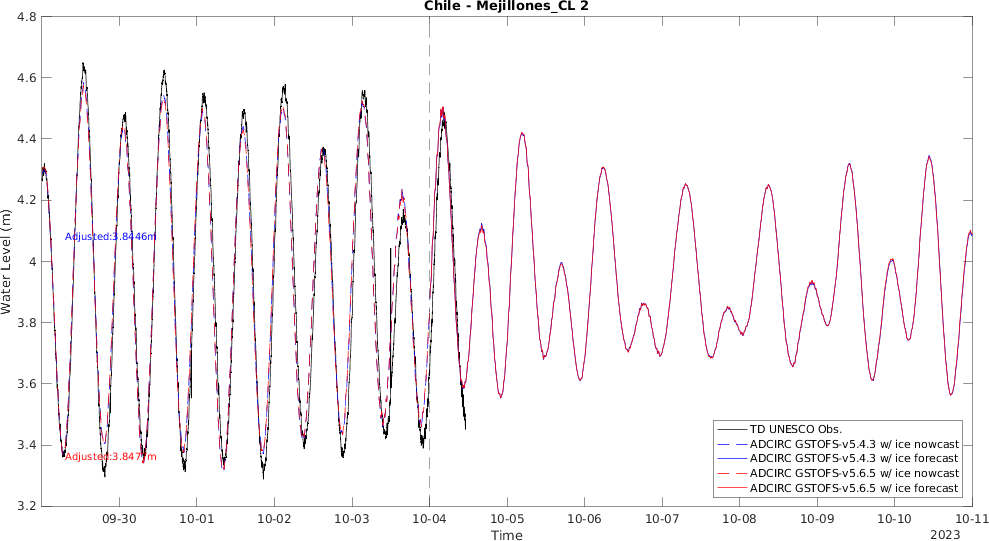 Chile - Mejillones_CL 2
4.8
4.6
4.4
4.2
4
3.8
3.6
3.4
3.2
Water Level (m)
Adjusted:3.8446m
09-30
10-01
10-02
10-03
10-04
10-05
10-06
10-07
10-08
10-09
10-10
10-11
Time
2023
TD UNESCO Obs.
ADCIRC GSTOFS-v5.4.3 w/ ice nowcast
ADCIRC GSTOFS-v5.4.3 w/ ice forecast
ADCIRC GSTOFS-v5.6.5 w/ ice nowcast
ADCIRC GSTOFS-v5.6.5 w/ ice forecast